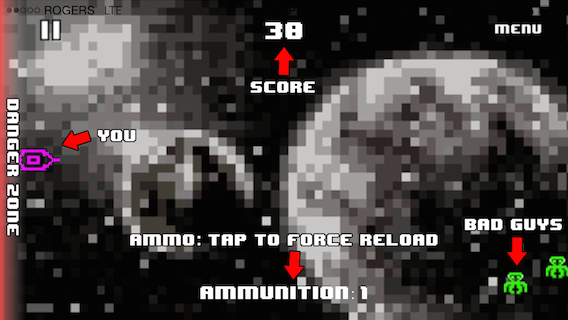 ROGERS LTE
38
MENU
SCORE
DANGER ZONE
YOU
BAD GUYS
AMMO: TAP TO FORCE RELOAD
AMMUNITION: 1